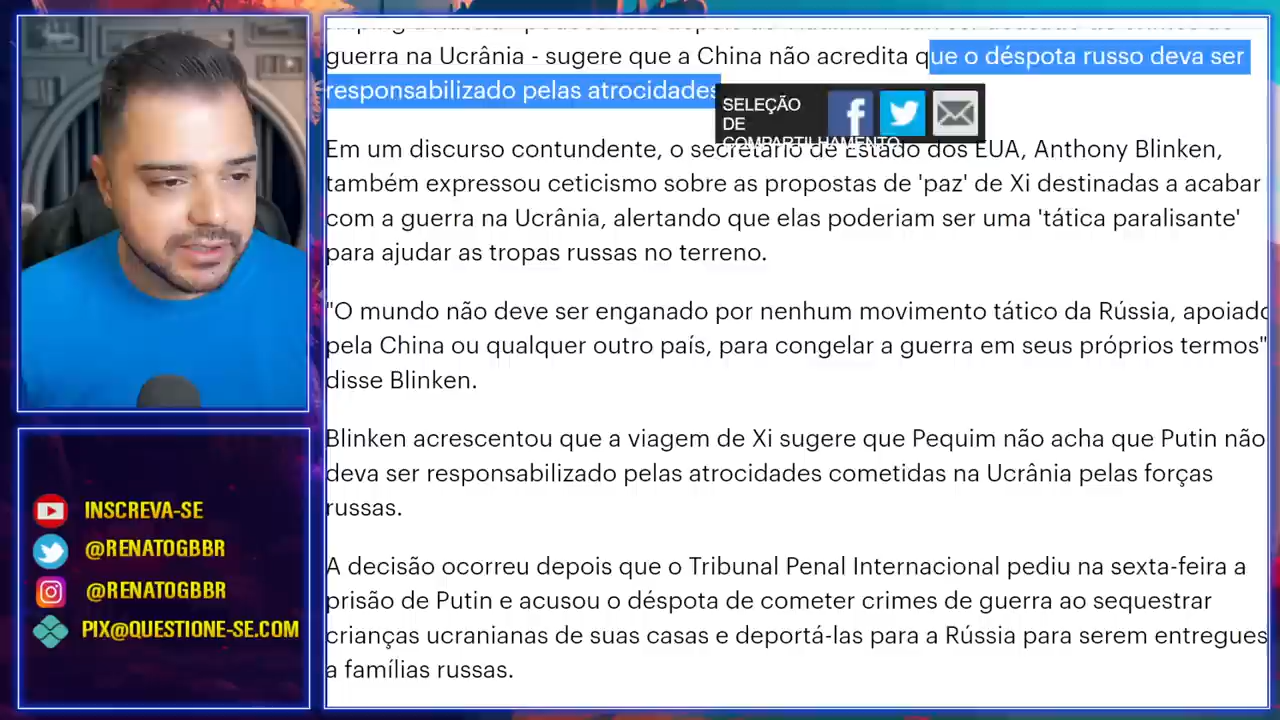 guerra na Ucrânia - sugere que a China não acredita que o déspota russo deva ser
responsabilizado pelas atrocidades
SELEÇÃO
DE
COMPARTILHAMENTO
Em um discurso contundente, o secretário de Estado dos EUA, Anthony Blinken,
também expressou ceticismo sobre as propostas de 'paz' de Xi destinadas a acabar
com a guerra na Ucrânia, alertando que elas poderiam ser uma 'tática paralisante'
para ajudar as tropas russas no terreno.
"O mundo não deve ser enganado por nenhum movimento tático da Rússia, apoiado
pela China ou qualquer outro país, para congelar a guerra em seus próprios termos"
disse Blinken.
Blinken acrescentou que a viagem de Xi sugere que Pequim não acha que Putin não
deva ser responsabilizado pelas atrocidades cometidas na Ucrânia pelas forças
russas.
A decisão ocorreu depois que o Tribunal Penal Internacional pediu na sexta-feira a
prisão de Putin e acusou o déspota de cometer crimes de guerra ao sequestrar
crianças ucranianas de suas casas e deportá-las para a Rússia para serem entregues
a famílias russas.
INSCREVA-SE
@RENATOGBBR
@RENATOGBBR
PIX@QUESTIONE-SE.COM